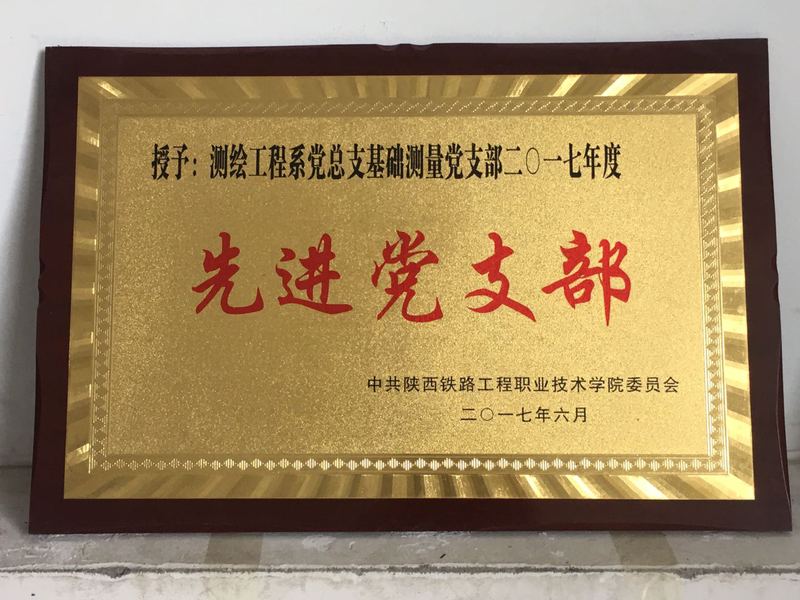 授予：测绘工程系党总支基础测量党支部二〇一七年度
先进党支部
中共陕西铁路工程职业技术学院委员会
二〇一七年六月